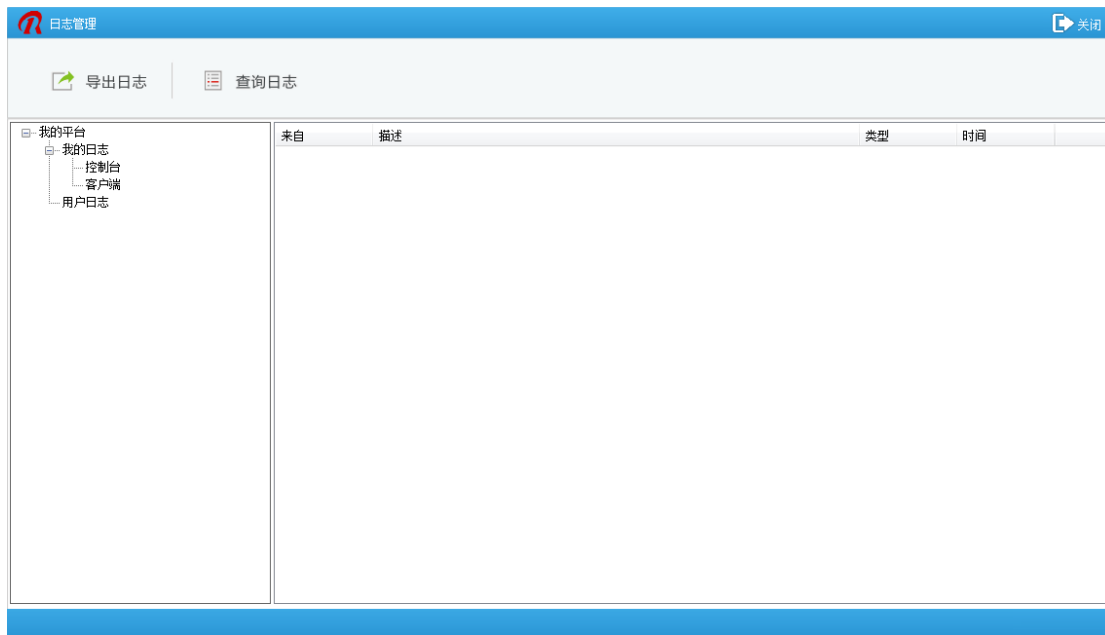 日志管理
关闭
导出日志
查询日志
我的平台
我的日志
控制台
客户端
用户日志
来自 描述 类型 时间